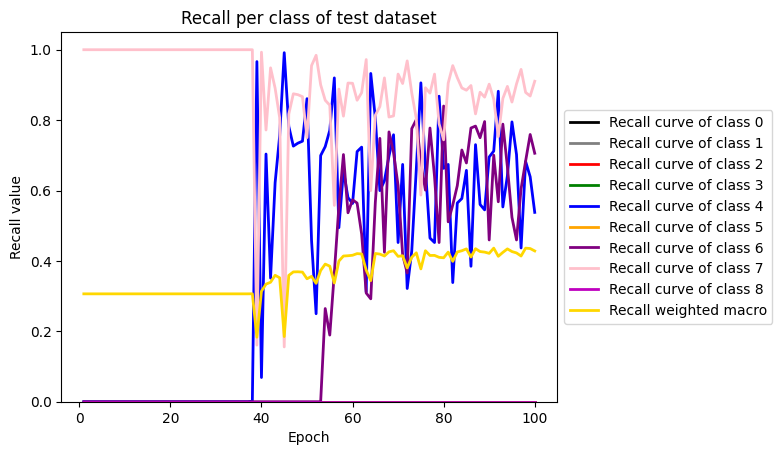 Recall per class of test dataset
Recall value
1.0
0.8
0.6
0.4
0.2
0.0
0
20
40
60
80
100
Epoch
Recall curve of class 0
Recall curve of class 1
Recall curve of class 2
Recall curve of class 3
Recall curve of class 4
Recall curve of class 5
Recall curve of class 6
Recall curve of class 7
Recall curve of class 8
Recall weighted macro